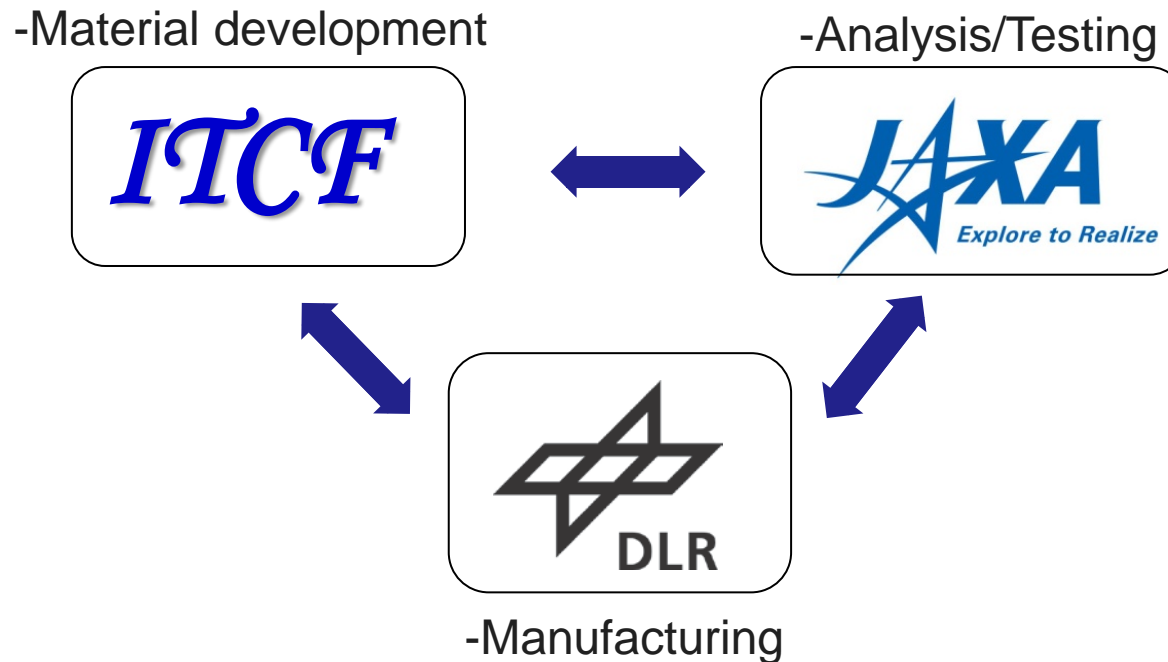 -Material development
-Analysis/Testing
ITCF
JAXA
Explore to Realize
DLR
-Manufacturing